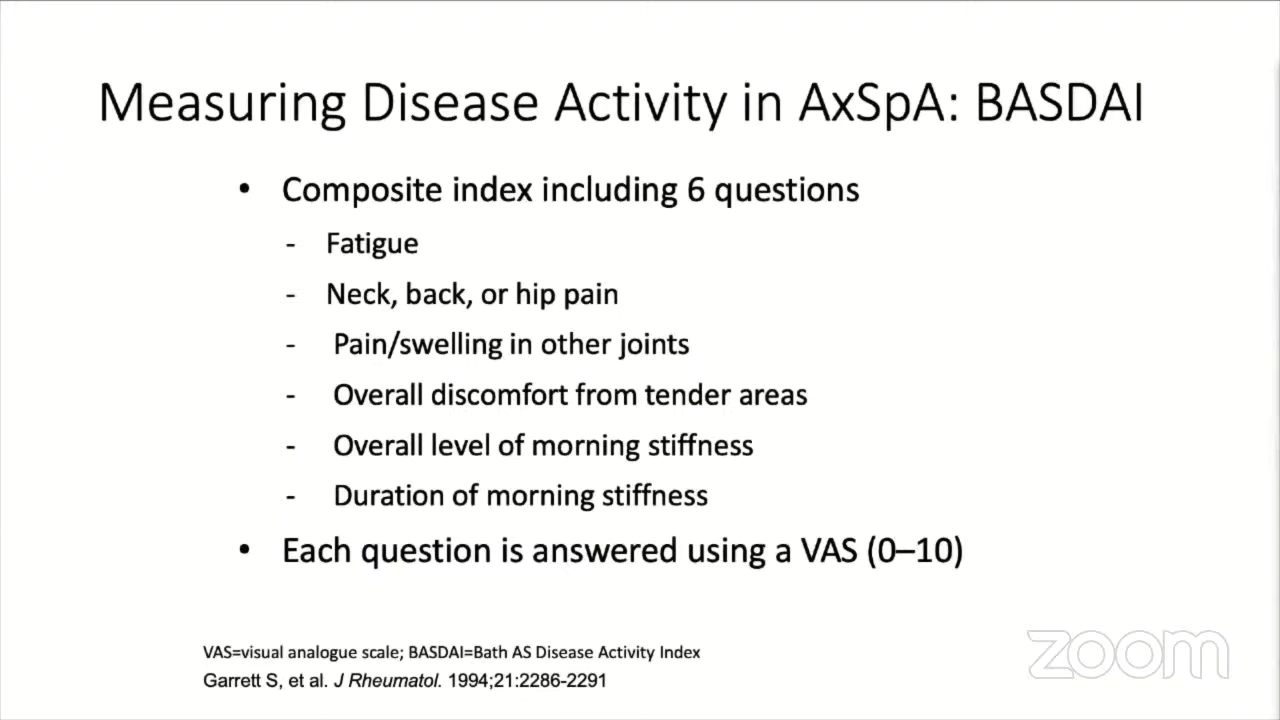 Measuring Disease Activity in AxSpA: BASDAI
• Composite index including 6 questions
- Fatigue
- Neck, back, or hip pain
- Pain/swelling in other joints
- Overall discomfort from tender areas
- Overall level of morning stiffness
- Duration of morning stiffness
• Each question is answered using a VAS (0–10)
VAS=visual analogue scale; BASDAI=Bath AS Disease Activity Index
Garrett S, et al. J Rheumatol. 1994;21:2286-2291
zoom